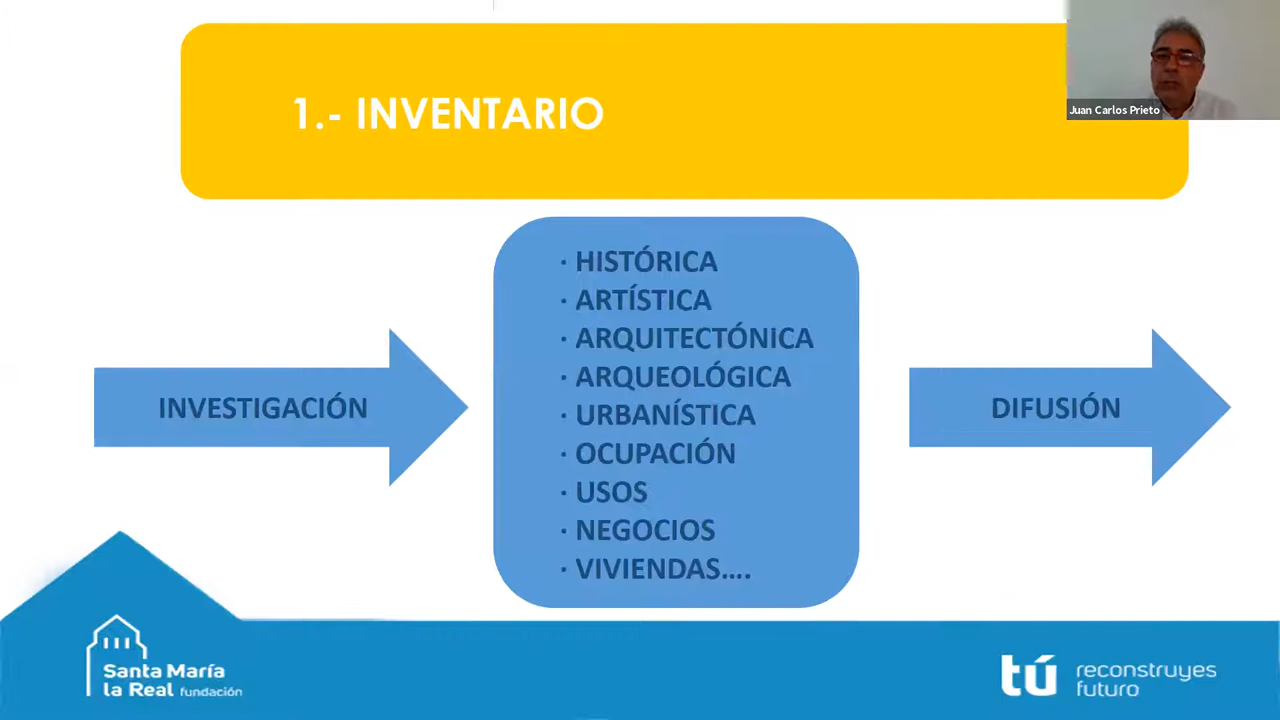 1.- INVENTARIO
Juan Carlos Prieto
INVESTIGACIÓN
· HISTÓRICA
· ARTÍSTICA
· ARQUITECTÓNICA
· ARQUEOLÓGICA
· URBANÍSTICA
· OCUPACIÓN
· USOS
· NEGOCIOS
· VIVIENDAS....
DIFUSIÓN
Santa María
la Real fundación
tú reconstruyes
futuro